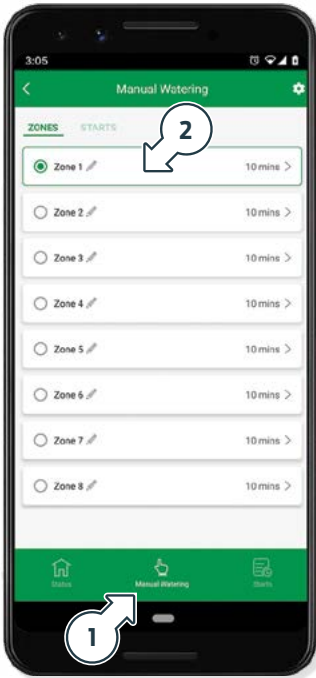 3:05
Manual Watering
ZONES STARTS
2
Zone 1 10 mins
Zone 2 10 mins
Zone 3 10 mins
Zone 4 10 mins
Zone 5 10 mins
Zone 6 10 mins
Zone 7 10 mins
Zone 8 10 mins
Status Manual Watering Starts
1